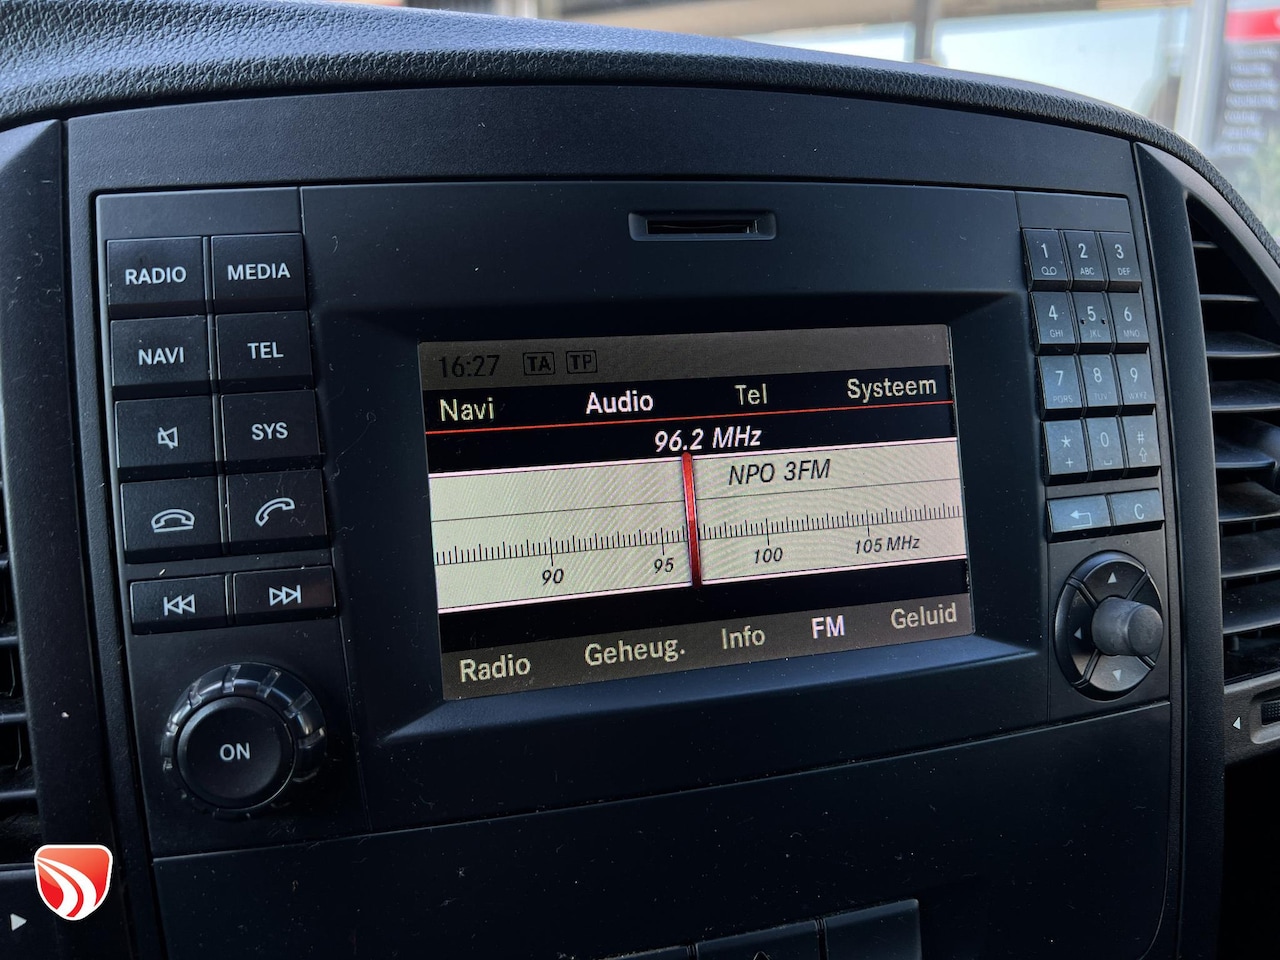 RADIO
MEDIA
NAVI
TEL
SYS
ON
16:27 TA TP
Navi Audio Tel Systeem
96.2 MHz
NPO 3FM
90 95 100 105 MHz
Radio Geheug. Info FM Geluid
1 2 3
ABC DEF
4 5 6
GHI JKL MNO
7 8 9
PQRS TUV WXYZ
* 0 #
+
C